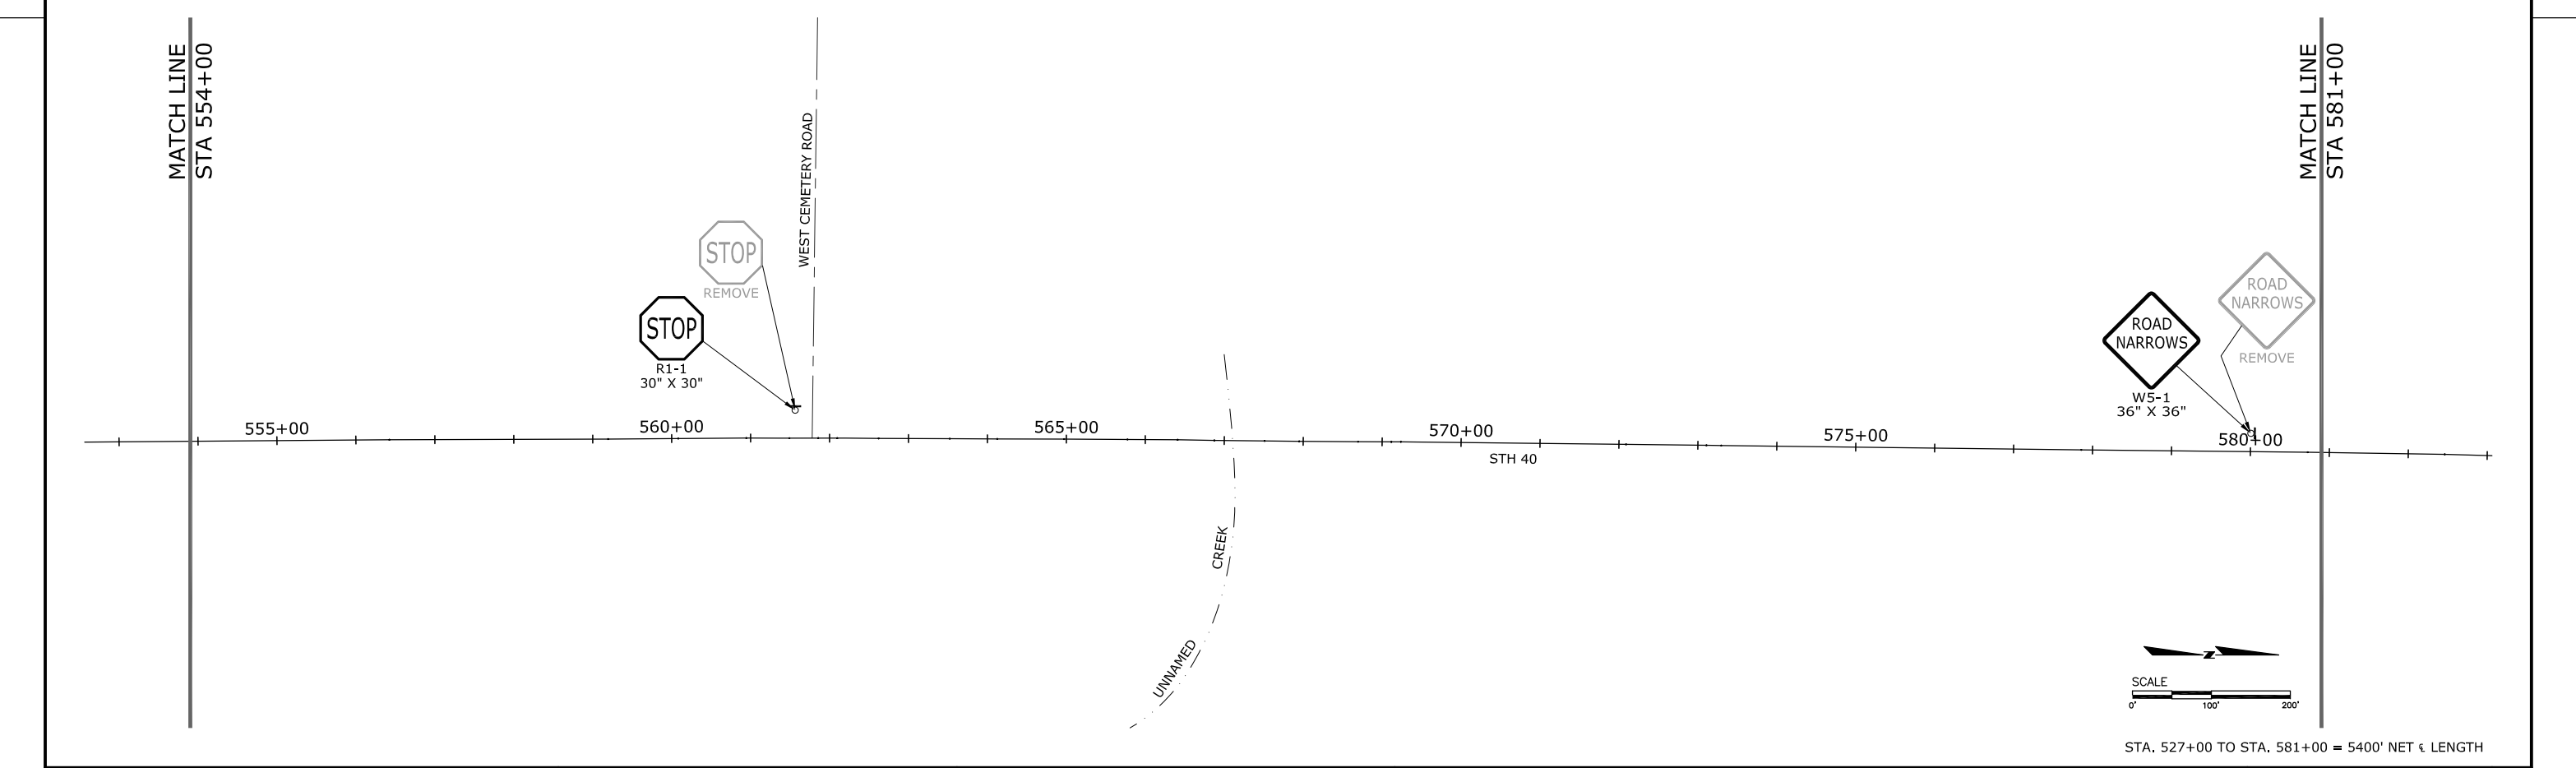 MATCH LINE
STA 554+00
WEST CEMETERY ROAD
STOP
REMOVE
STOP
R1-1
30" X 30"
MATCH LINE
STA 581+00
ROAD
NARROWS
REMOVE
ROAD
NARROWS
W5-1
36" X 36"
555+00
560+00
565+00
570+00
575+00
580+00
STH 40
UNNAMED CREEK
Z
SCALE
0' 100' 200'
STA. 527+00 TO STA. 581+00 = 5400' NET ℄ LENGTH